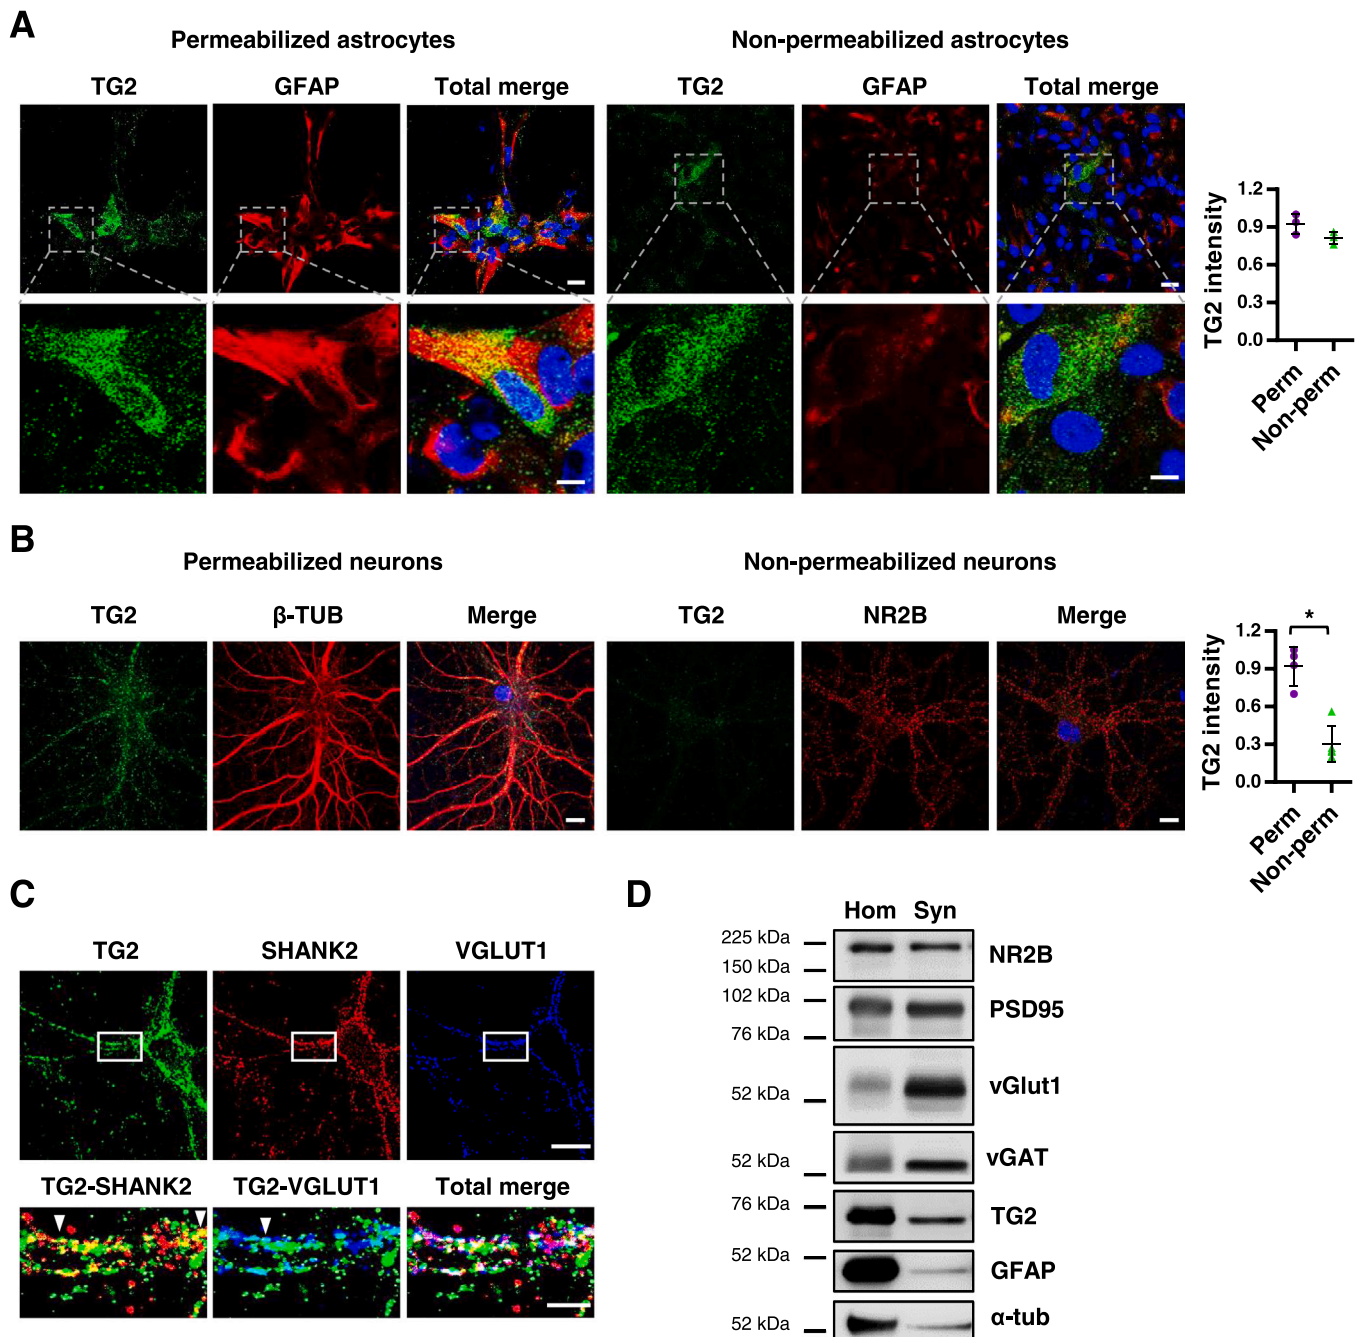 A
Permeabilized astrocytes
Non-permeabilized astrocytes
TG2 GFAP Total merge TG2 GFAP Total merge
TG2 intensity
1.2
0.9
0.6
0.3
0.0
Perm
Non-perm
B
Permeabilized neurons
Non-permeabilized neurons
TG2 β-TUB Merge TG2 NR2B Merge
*
TG2 intensity
1.2
0.9
0.6
0.3
0.0
Perm
Non-perm
C
TG2 SHANK2 VGLUT1
TG2-SHANK2 TG2-VGLUT1 Total merge
D
Hom Syn
225 kDa
150 kDa
NR2B
102 kDa
76 kDa
PSD95
52 kDa
vGlut1
52 kDa
vGAT
76 kDa
TG2
52 kDa
GFAP
52 kDa
α-tub